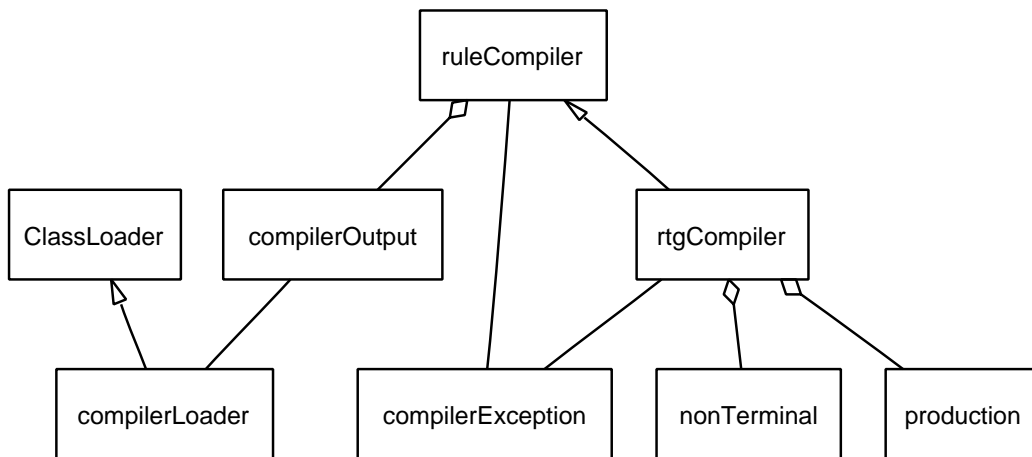 ruleCompiler
ClassLoader
compilerOutput
rtgCompiler
compilerLoader
compilerException
nonTerminal
production